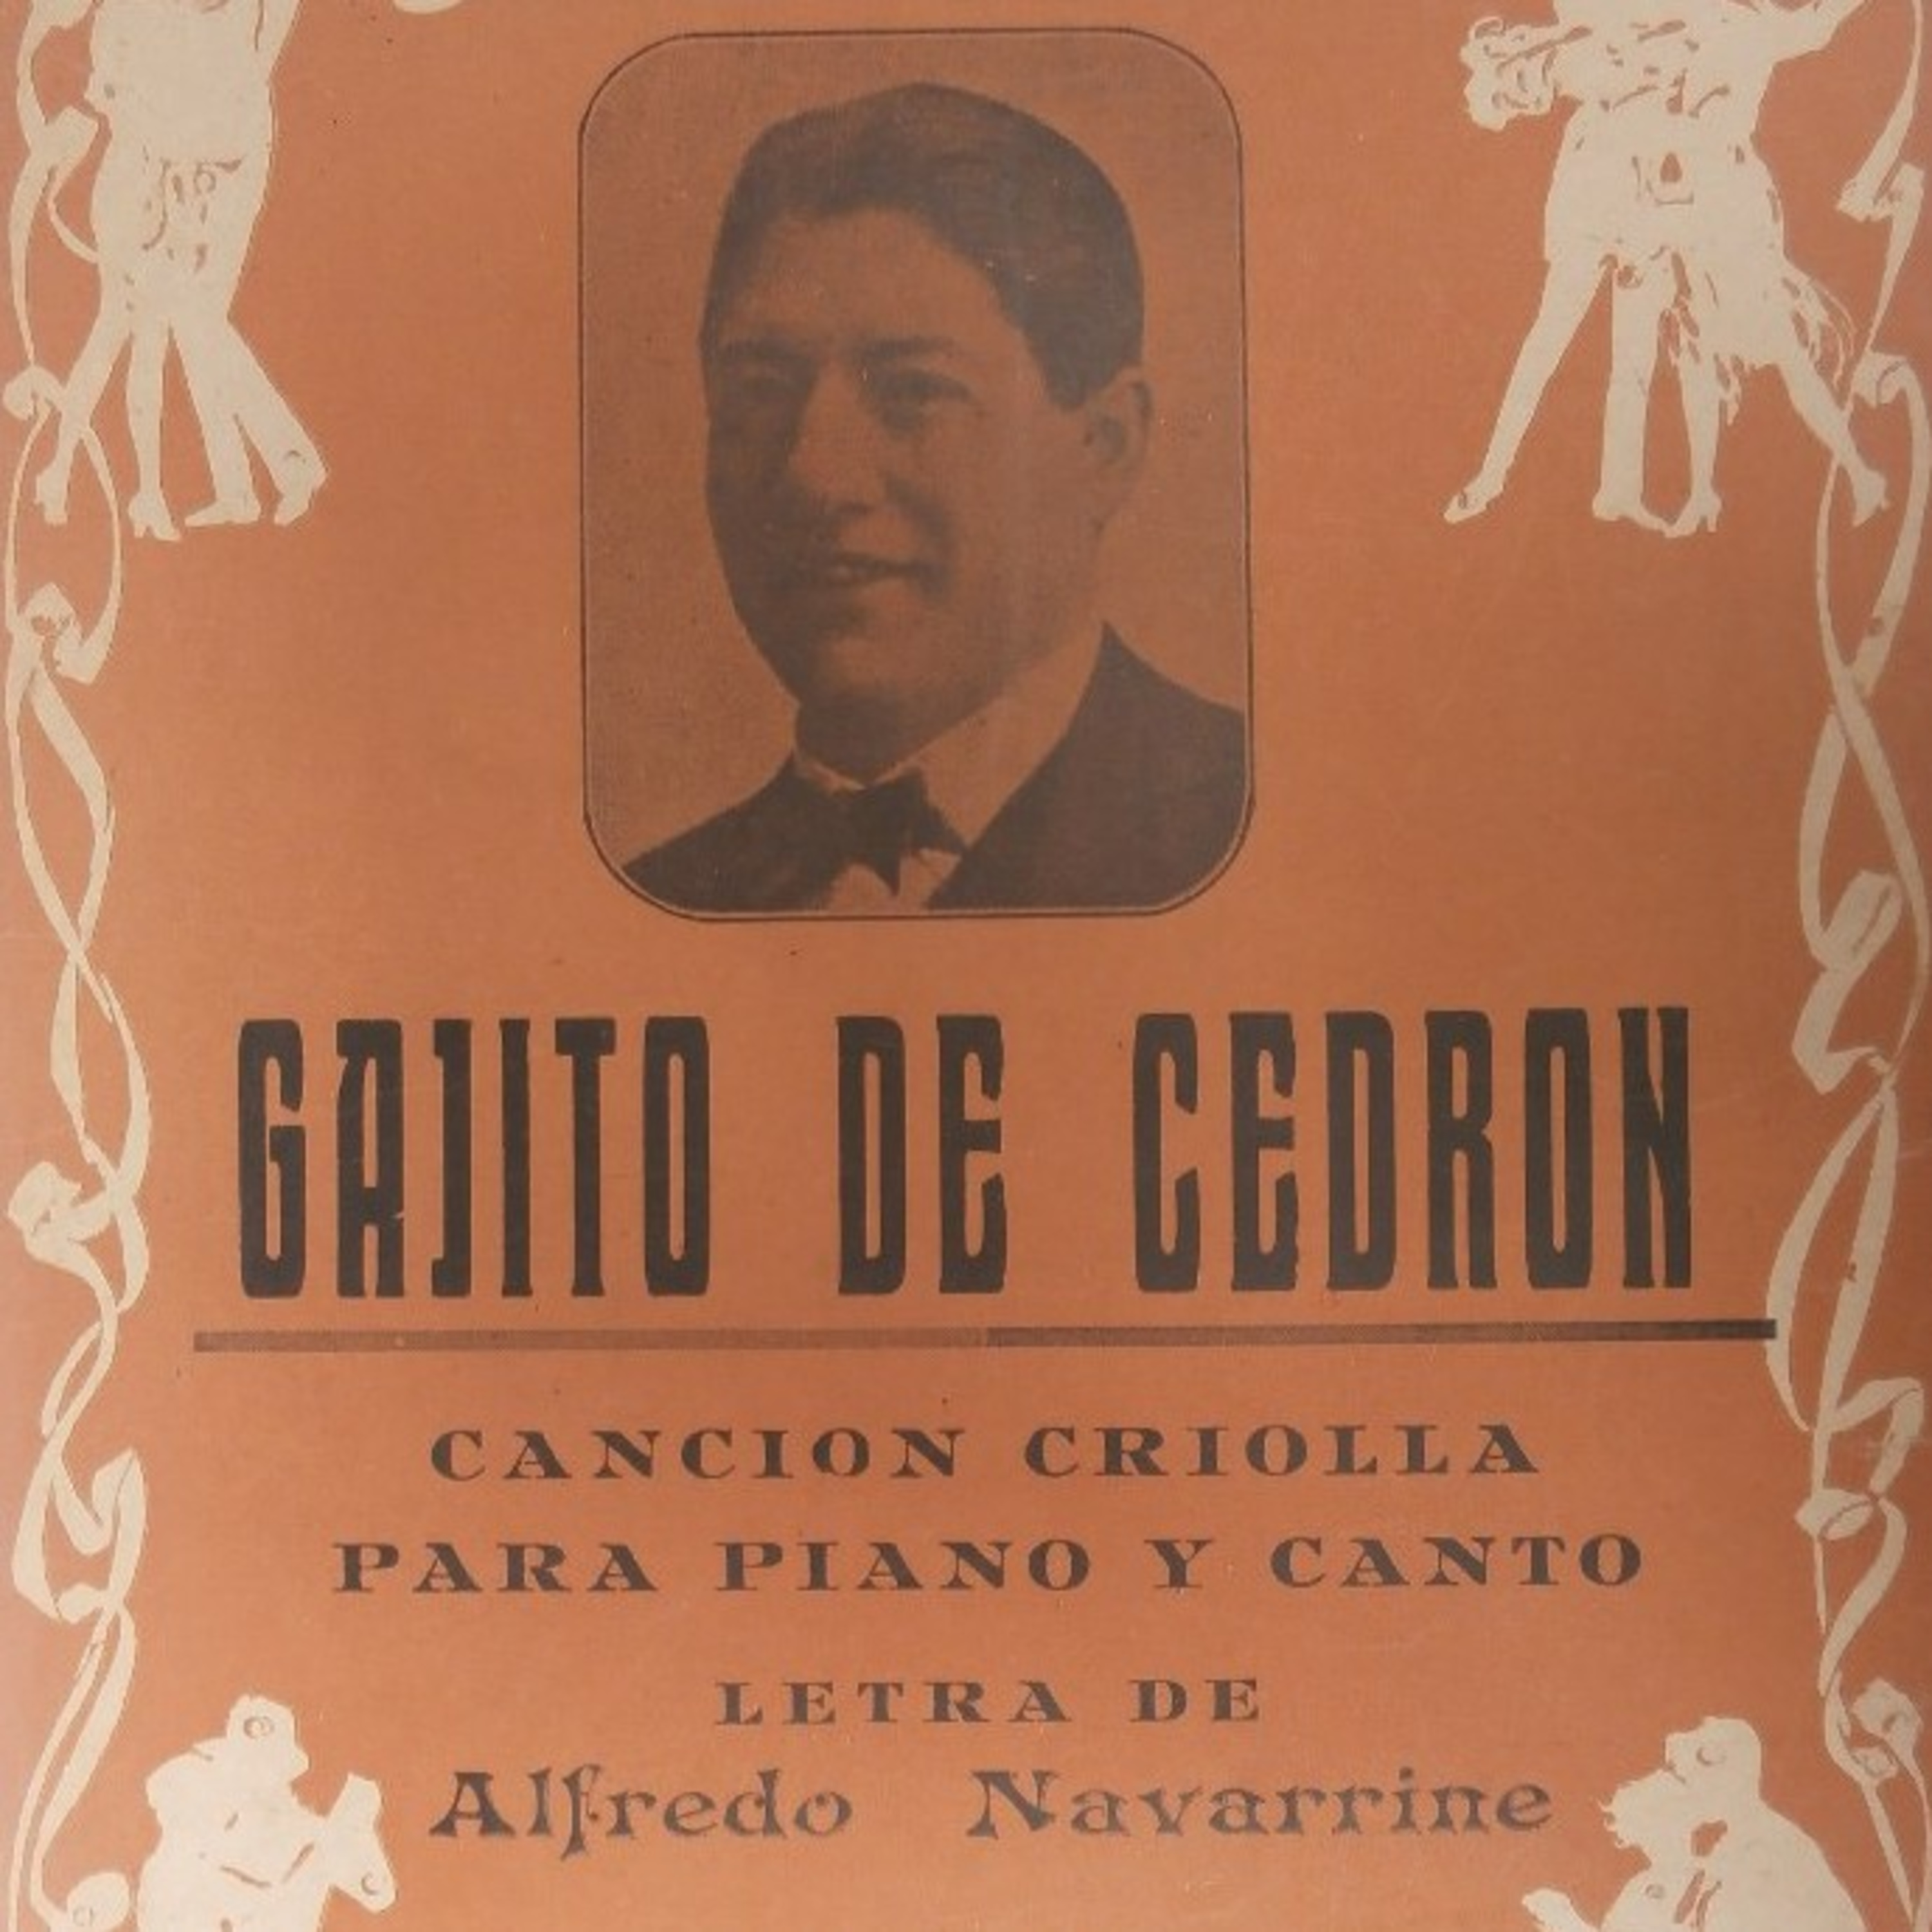 GAJITO DE CEDRON
CANCION CRIOLLA
PARA PIANO Y CANTO
LETRA DE
Alfredo Navarrine